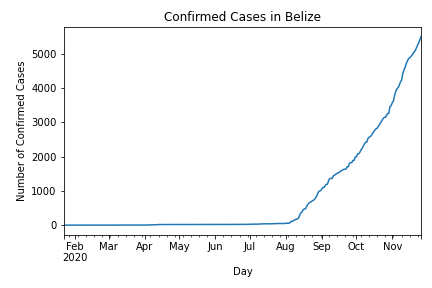 Confirmed Cases in Belize
Number of Confirmed Cases
5000
4000
3000
2000
1000
0
Feb Mar Apr May Jun Jul Aug Sep Oct Nov
2020
Day